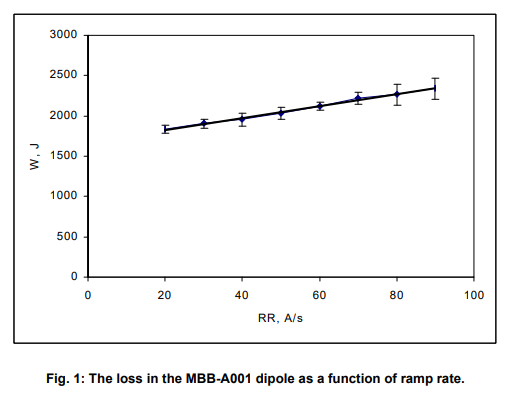 3000
2500
2000
1500
1000
500
0
W, J
0 20 40 60 80 100
RR, A/s
Fig. 1: The loss in the MBB-A001 dipole as a function of ramp rate.